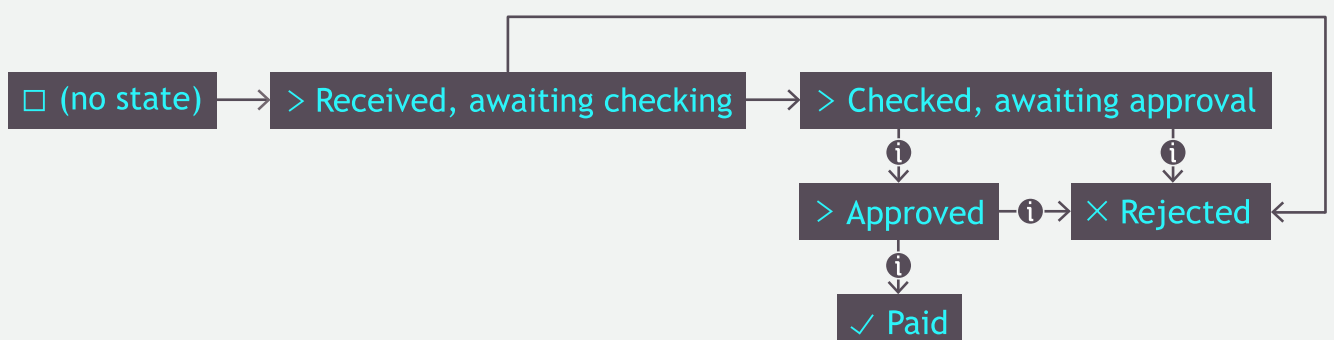 (no state)
Received, awaiting checking
Checked, awaiting approval
i
i
Approved
i
Rejected
i
Paid